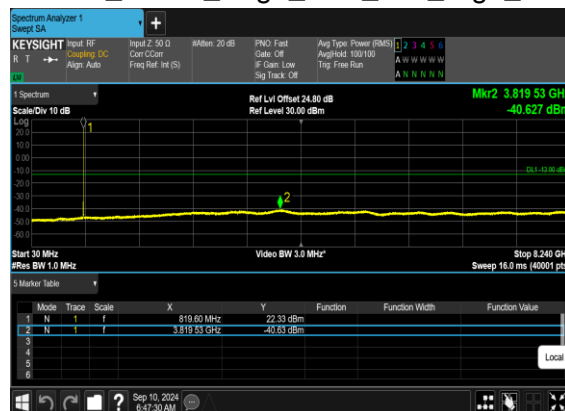 Spectrum Analyzer 1
Swept SA
+
KEYSIGHT
R T
Input: RF
Coupling: DC
Align: Auto
Input Z: 50 Ω
Corr CCorr
Freq Ref: Int (S)
#Atten: 20 dB
PNO: Fast
Gate: Off
IF Gain: Low
Sig Track: Off
Avg Type: Power (RMS)
Avg|Hold: 100/100
Trig: Free Run
1 2 3 4 5 6
A W W W W W
A N N N N N
1 Spectrum
Scale/Div 10 dB
Ref Lvl Offset 24.80 dB
Ref Level 30.00 dBm
Mkr2 3.819 53 GH
-40.627 dBm
Log
20.0
10.0
0.00
-10.0
-20.0
-30.0
-40.0
-50.0
-60.0
1
2
DL1 -13.00 dBm
Start 30 MHz
#Res BW 1.0 MHz
Video BW 3.0 MHz*
Stop 8.240 GH
Sweep 16.0 ms (40001 pts
5 Marker Table
Mode Trace Scale X Y Function Function Width Function Value
1 N 1 f 819.60 MHz 22.33 dBm
2 N 1 f 3.819 53 GHz -40.63 dBm
3
4
5
6
Local
?
Sep 10, 2024
6:47:30 AM